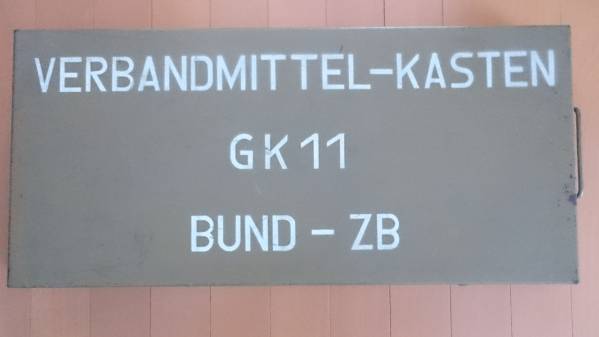 VERBANDMITTEL-KASTEN
GK11
BUND - ZB